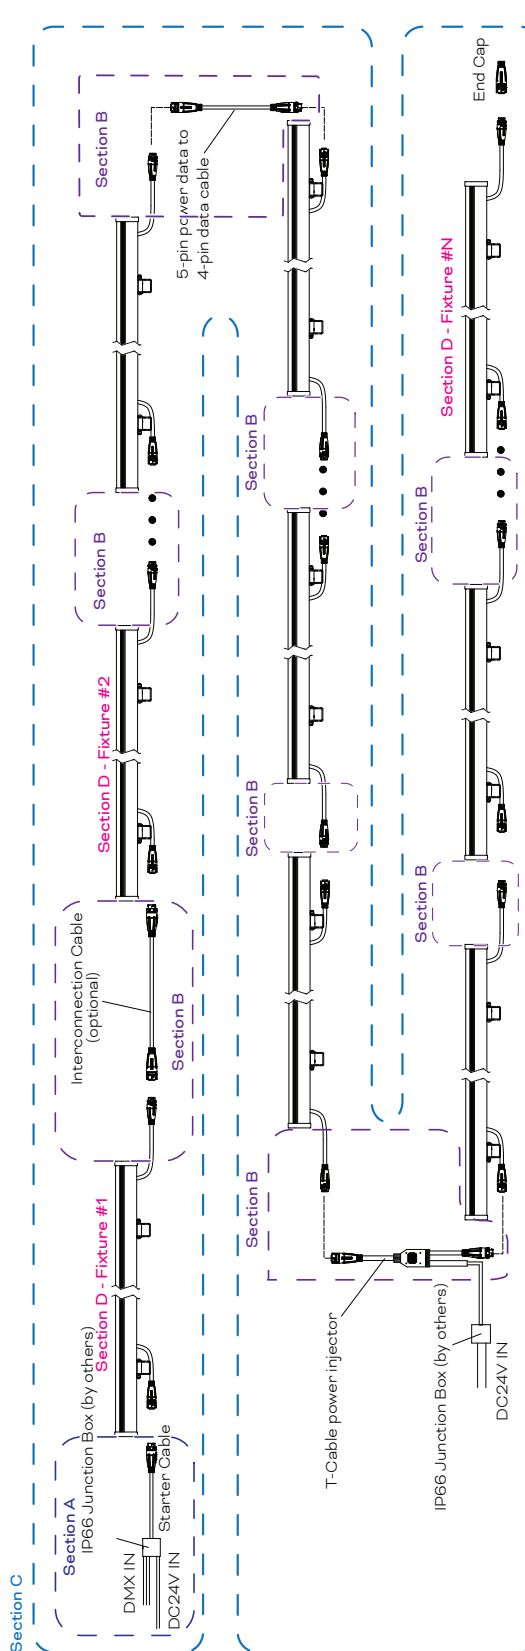 Section C
Section A
IP66 Junction Box (by others)
DMX IN
DC24V IN
Starter Cable
Section D - Fixture #1
Interconnection Cable
(optional)
Section B
Section D - Fixture #2
Section B
Section B
5-pin power data to
4-pin data cable
Section B
Section B
Section B
T-Cable power injector
IP66 Junction Box (by others)
DC24V IN
Section B
Section B
Section D - Fixture #N
End Cap